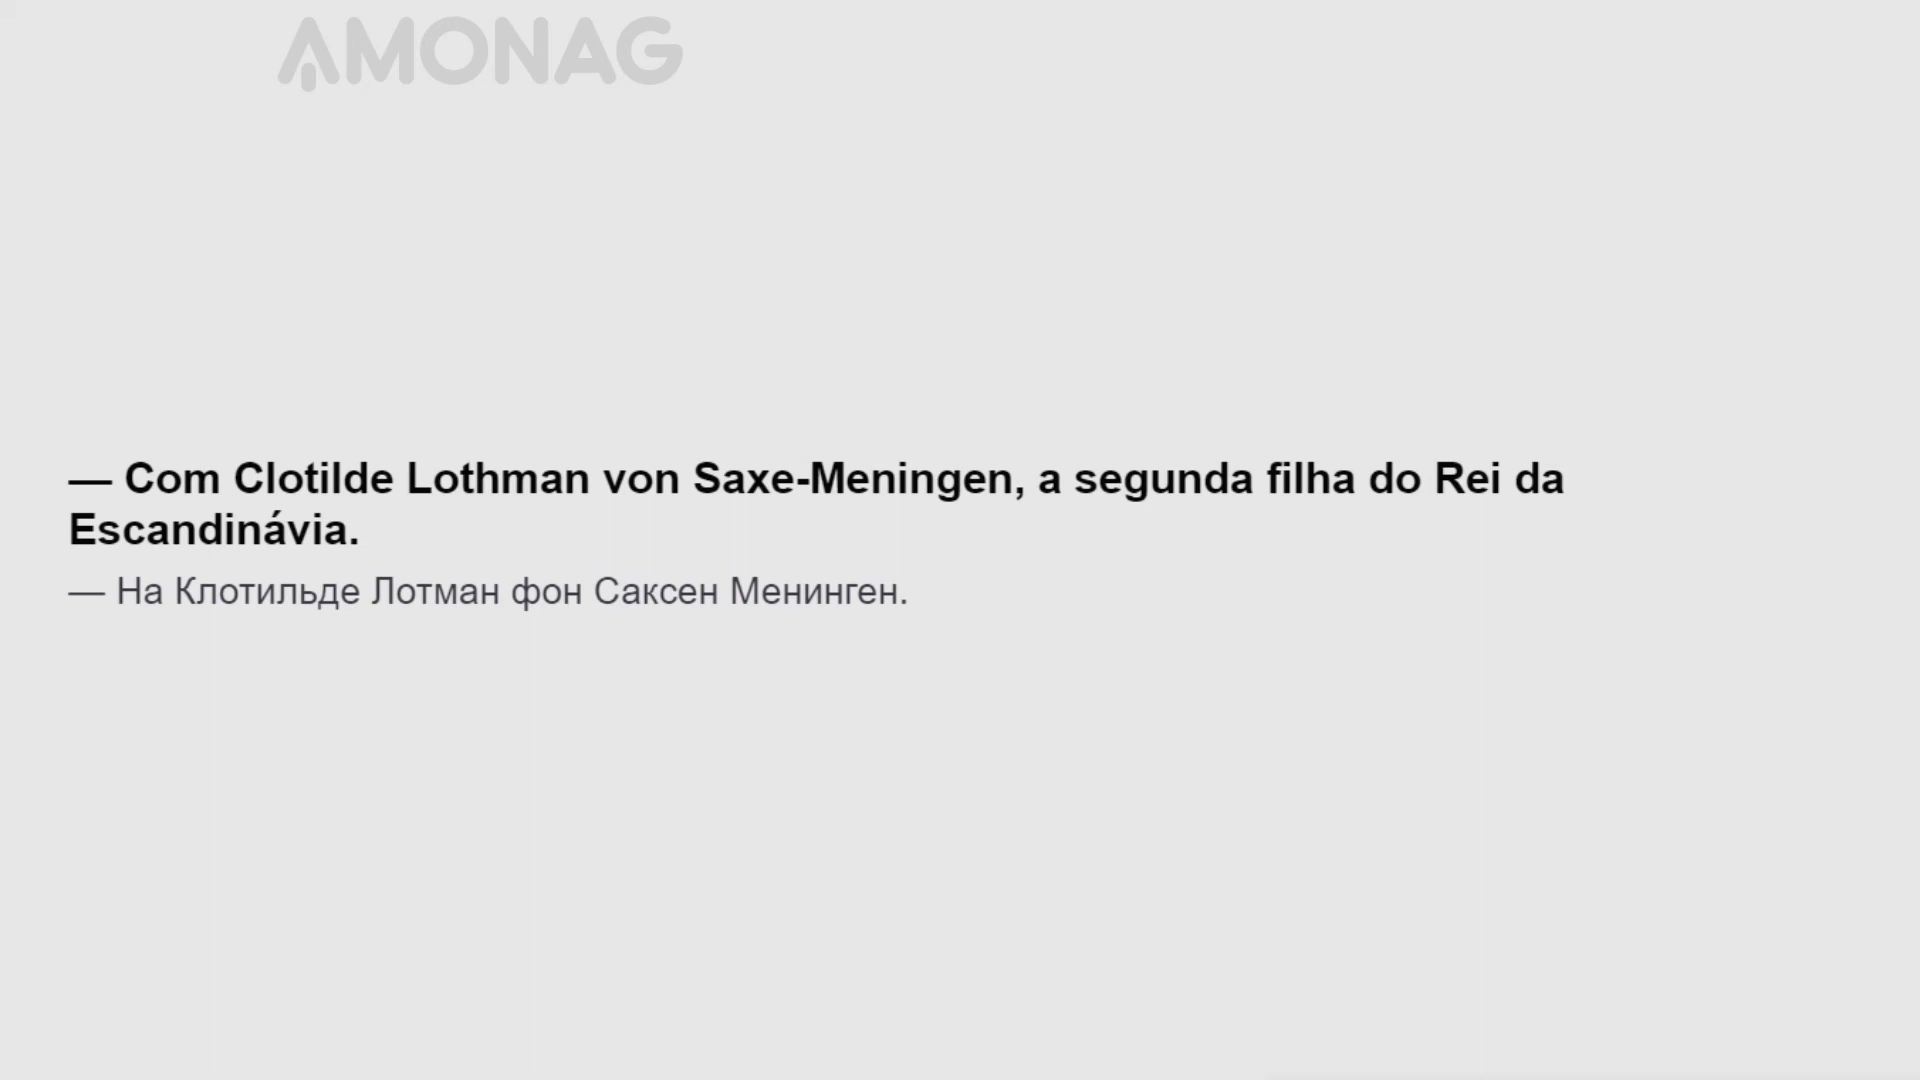 AMONAG
— Com Clotilde Lothman von Saxe-Meningen, a segunda filha do Rei da
Escandinávia.
— На Клотильде Лотман фон Саксен Менинген.